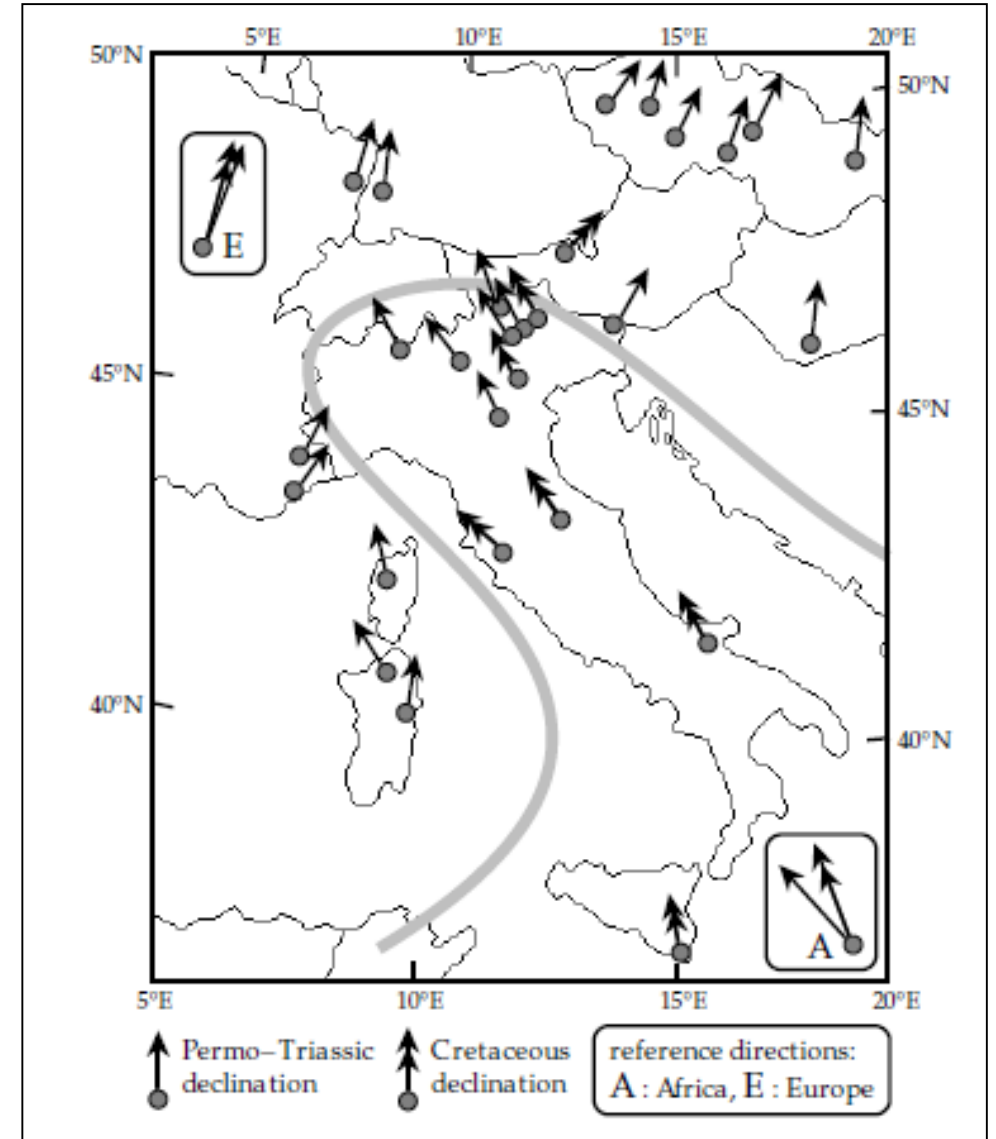 5°E 10°E 15°E 20°E
50°N
50°N
E
45°N
45°N
40°N
40°N
A
5°E 10°E 15°E 20°E
Permo–Triassic
declination
Cretaceous
declination
reference directions:
A : Africa, E : Europe